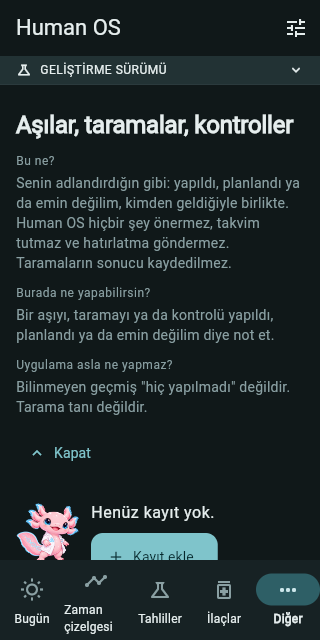 Human OS
GELİŞTİRME SÜRÜMÜ
Aşılar, taramalar, kontroller
Bu ne?
Senin adlandırdığın gibi: yapıldı, planlandı ya
da emin değilim, kimden geldiğiyle birlikte.
Human OS hiçbir şey önermez, takvim
tutmaz ve hatırlatma göndermez.
Taramaların sonucu kaydedilmez.
Burada ne yapabilirsin?
Bir aşıyı, taramayı ya da kontrolü yapıldı,
planlandı ya da emin değilim diye not et.
Uygulama asla ne yapmaz?
Bilinmeyen geçmiş "hiç yapılmadı" değildir.
Tarama tanı değildir.
Kapat
Henüz kayıt yok.
Kayıt ekle
Bugün
Zaman
çizelgesi
Tahliller
İlaçlar
Diğer